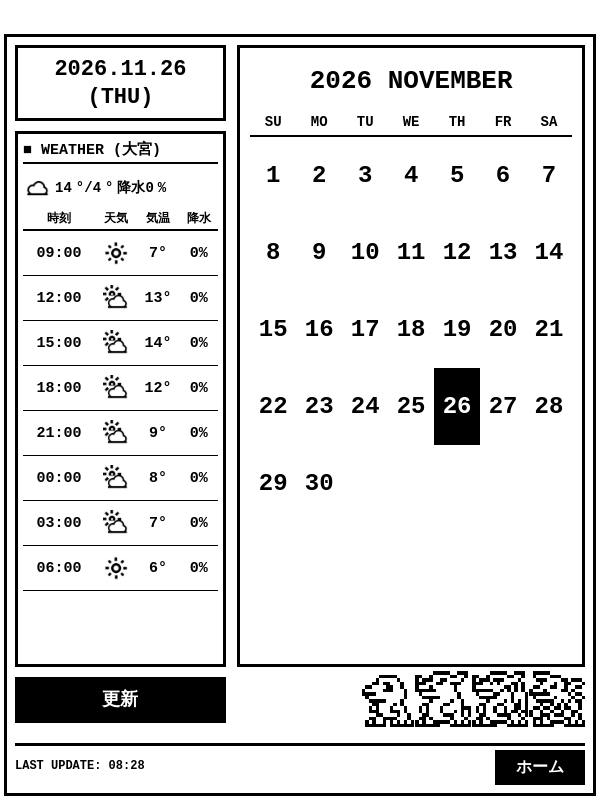 2026.11.26
(THU)
■ WEATHER (大宮)
14°/4° 降水0%
時刻 天気 気温 降水
09:00 7° 0%
12:00 13° 0%
15:00 14° 0%
18:00 12° 0%
21:00 9° 0%
00:00 8° 0%
03:00 7° 0%
06:00 6° 0%
2026 NOVEMBER
SU MO TU WE TH FR SA
1 2 3 4 5 6 7
8 9 10 11 12 13 14
15 16 17 18 19 20 21
22 23 24 25 26 27 28
29 30
更新
LAST UPDATE: 08:28
ホーム